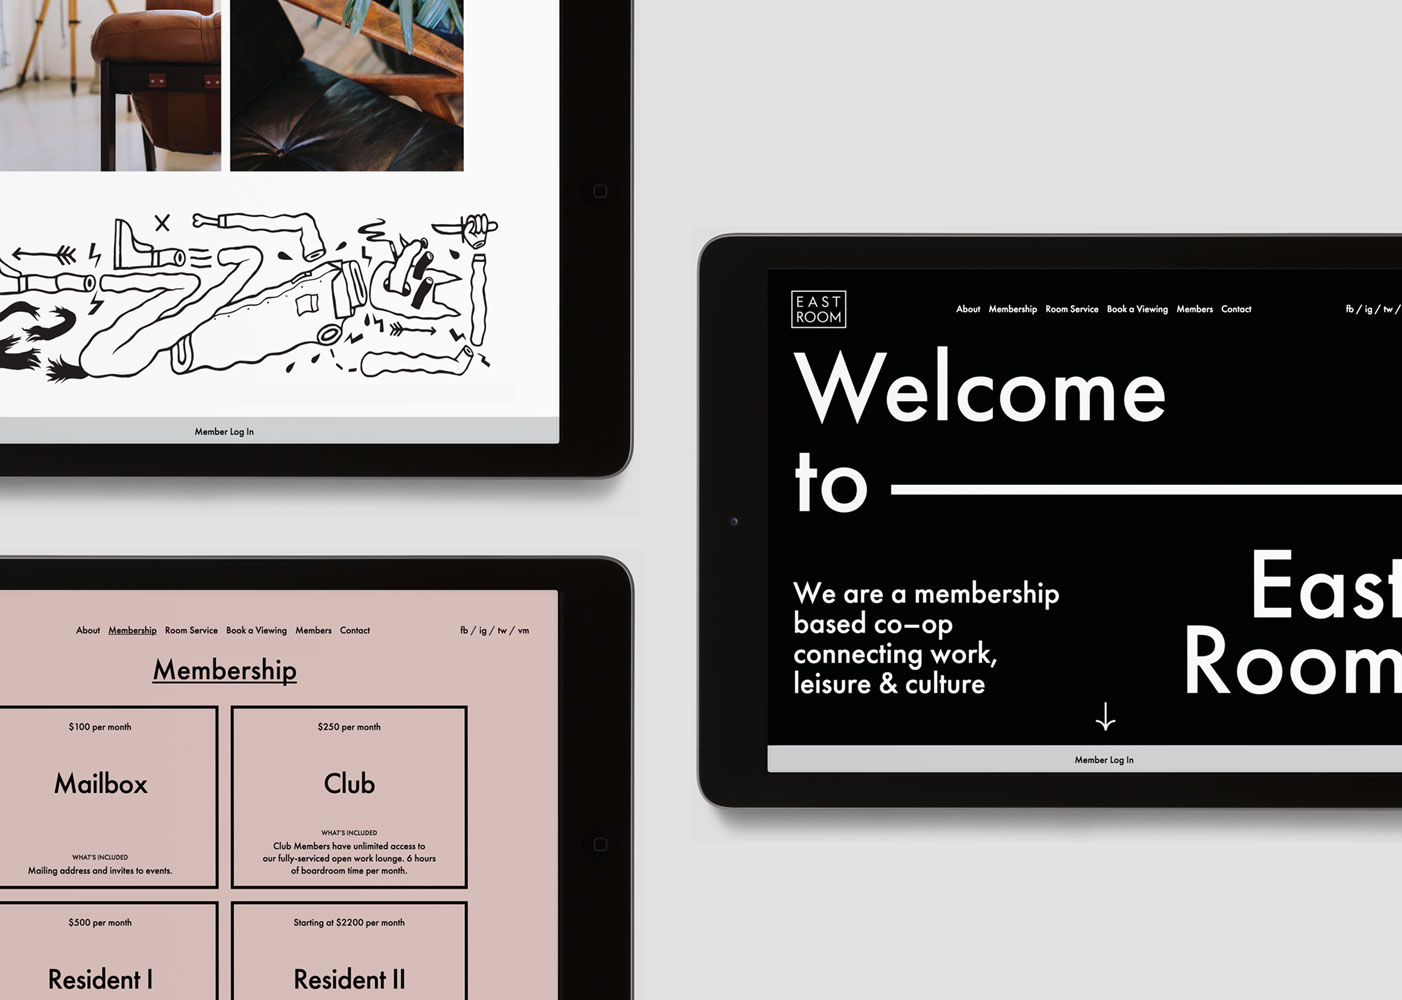 Member Log In
About Membership Room Service Book a Viewing Members Contact
fb / ig / tw / vm
Membership
$100 per month
Mailbox
WHAT'S INCLUDED
Mailing address and invites to events.
$250 per month
Club
WHAT'S INCLUDED
Club Members have unlimited access to
our fully-serviced open work lounge. 6 hours
of boardroom time per month.
$500 per month
Resident I
Starting at $2200 per month
Resident II
EAST
ROOM
About Membership Room Service Book a Viewing Members Contact
fb / ig / tw /
Welcome
to
East
Room
We are a membership
based co–op
connecting work,
leisure & culture
Member Log In